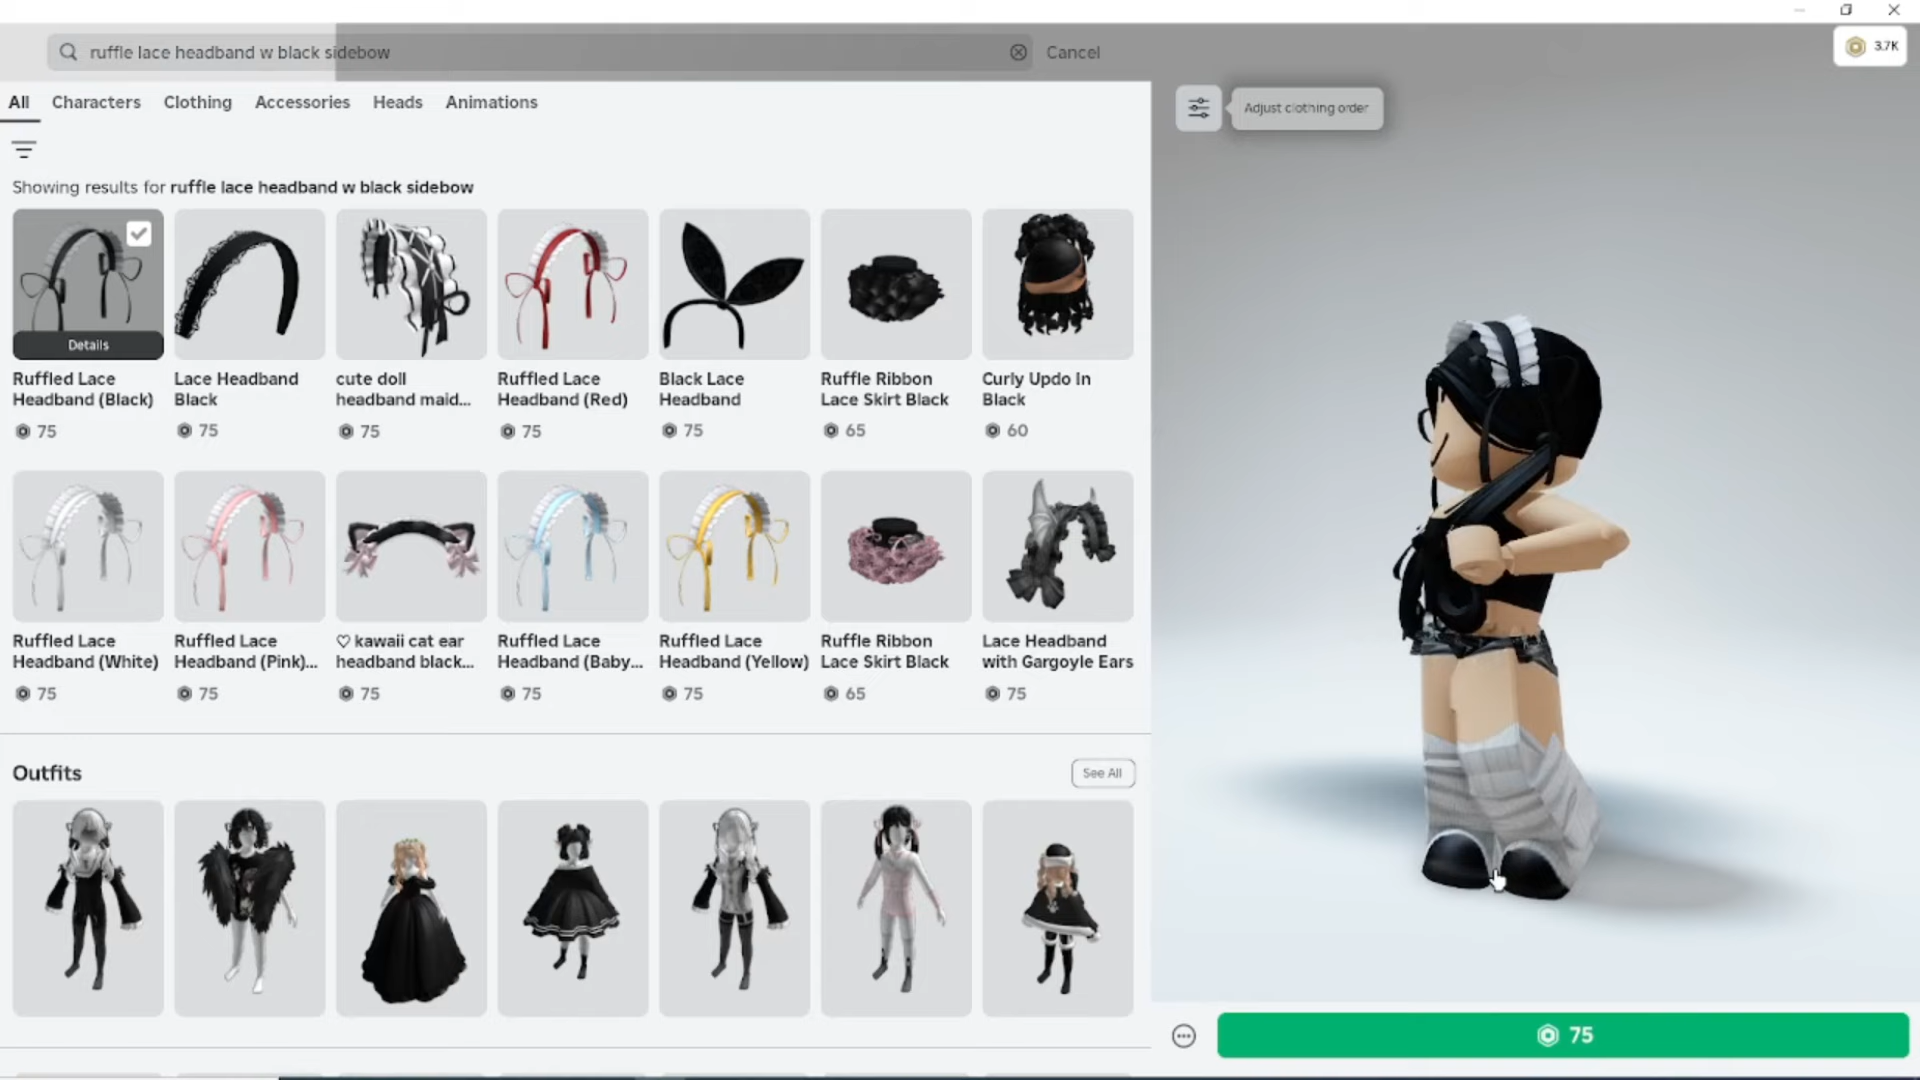 ruffle lace headband w black sidebow
Cancel
3.7K
All Characters Clothing Accessories Heads Animations
Adjust clothing order
Showing results for ruffle lace headband w black sidebow
Details
Ruffled Lace
Headband (Black)
75
Lace Headband
Black
75
cute doll
headband maid...
75
Ruffled Lace
Headband (Red)
75
Black Lace
Headband
75
Ruffle Ribbon
Lace Skirt Black
65
Curly Updo In
Black
60
Ruffled Lace
Headband (White)
75
Ruffled Lace
Headband (Pink)...
75
♡ kawaii cat ear
headband black...
75
Ruffled Lace
Headband (Baby...
75
Ruffled Lace
Headband (Yellow)
75
Ruffle Ribbon
Lace Skirt Black
65
Lace Headband
with Gargoyle Ears
75
Outfits
See All
75